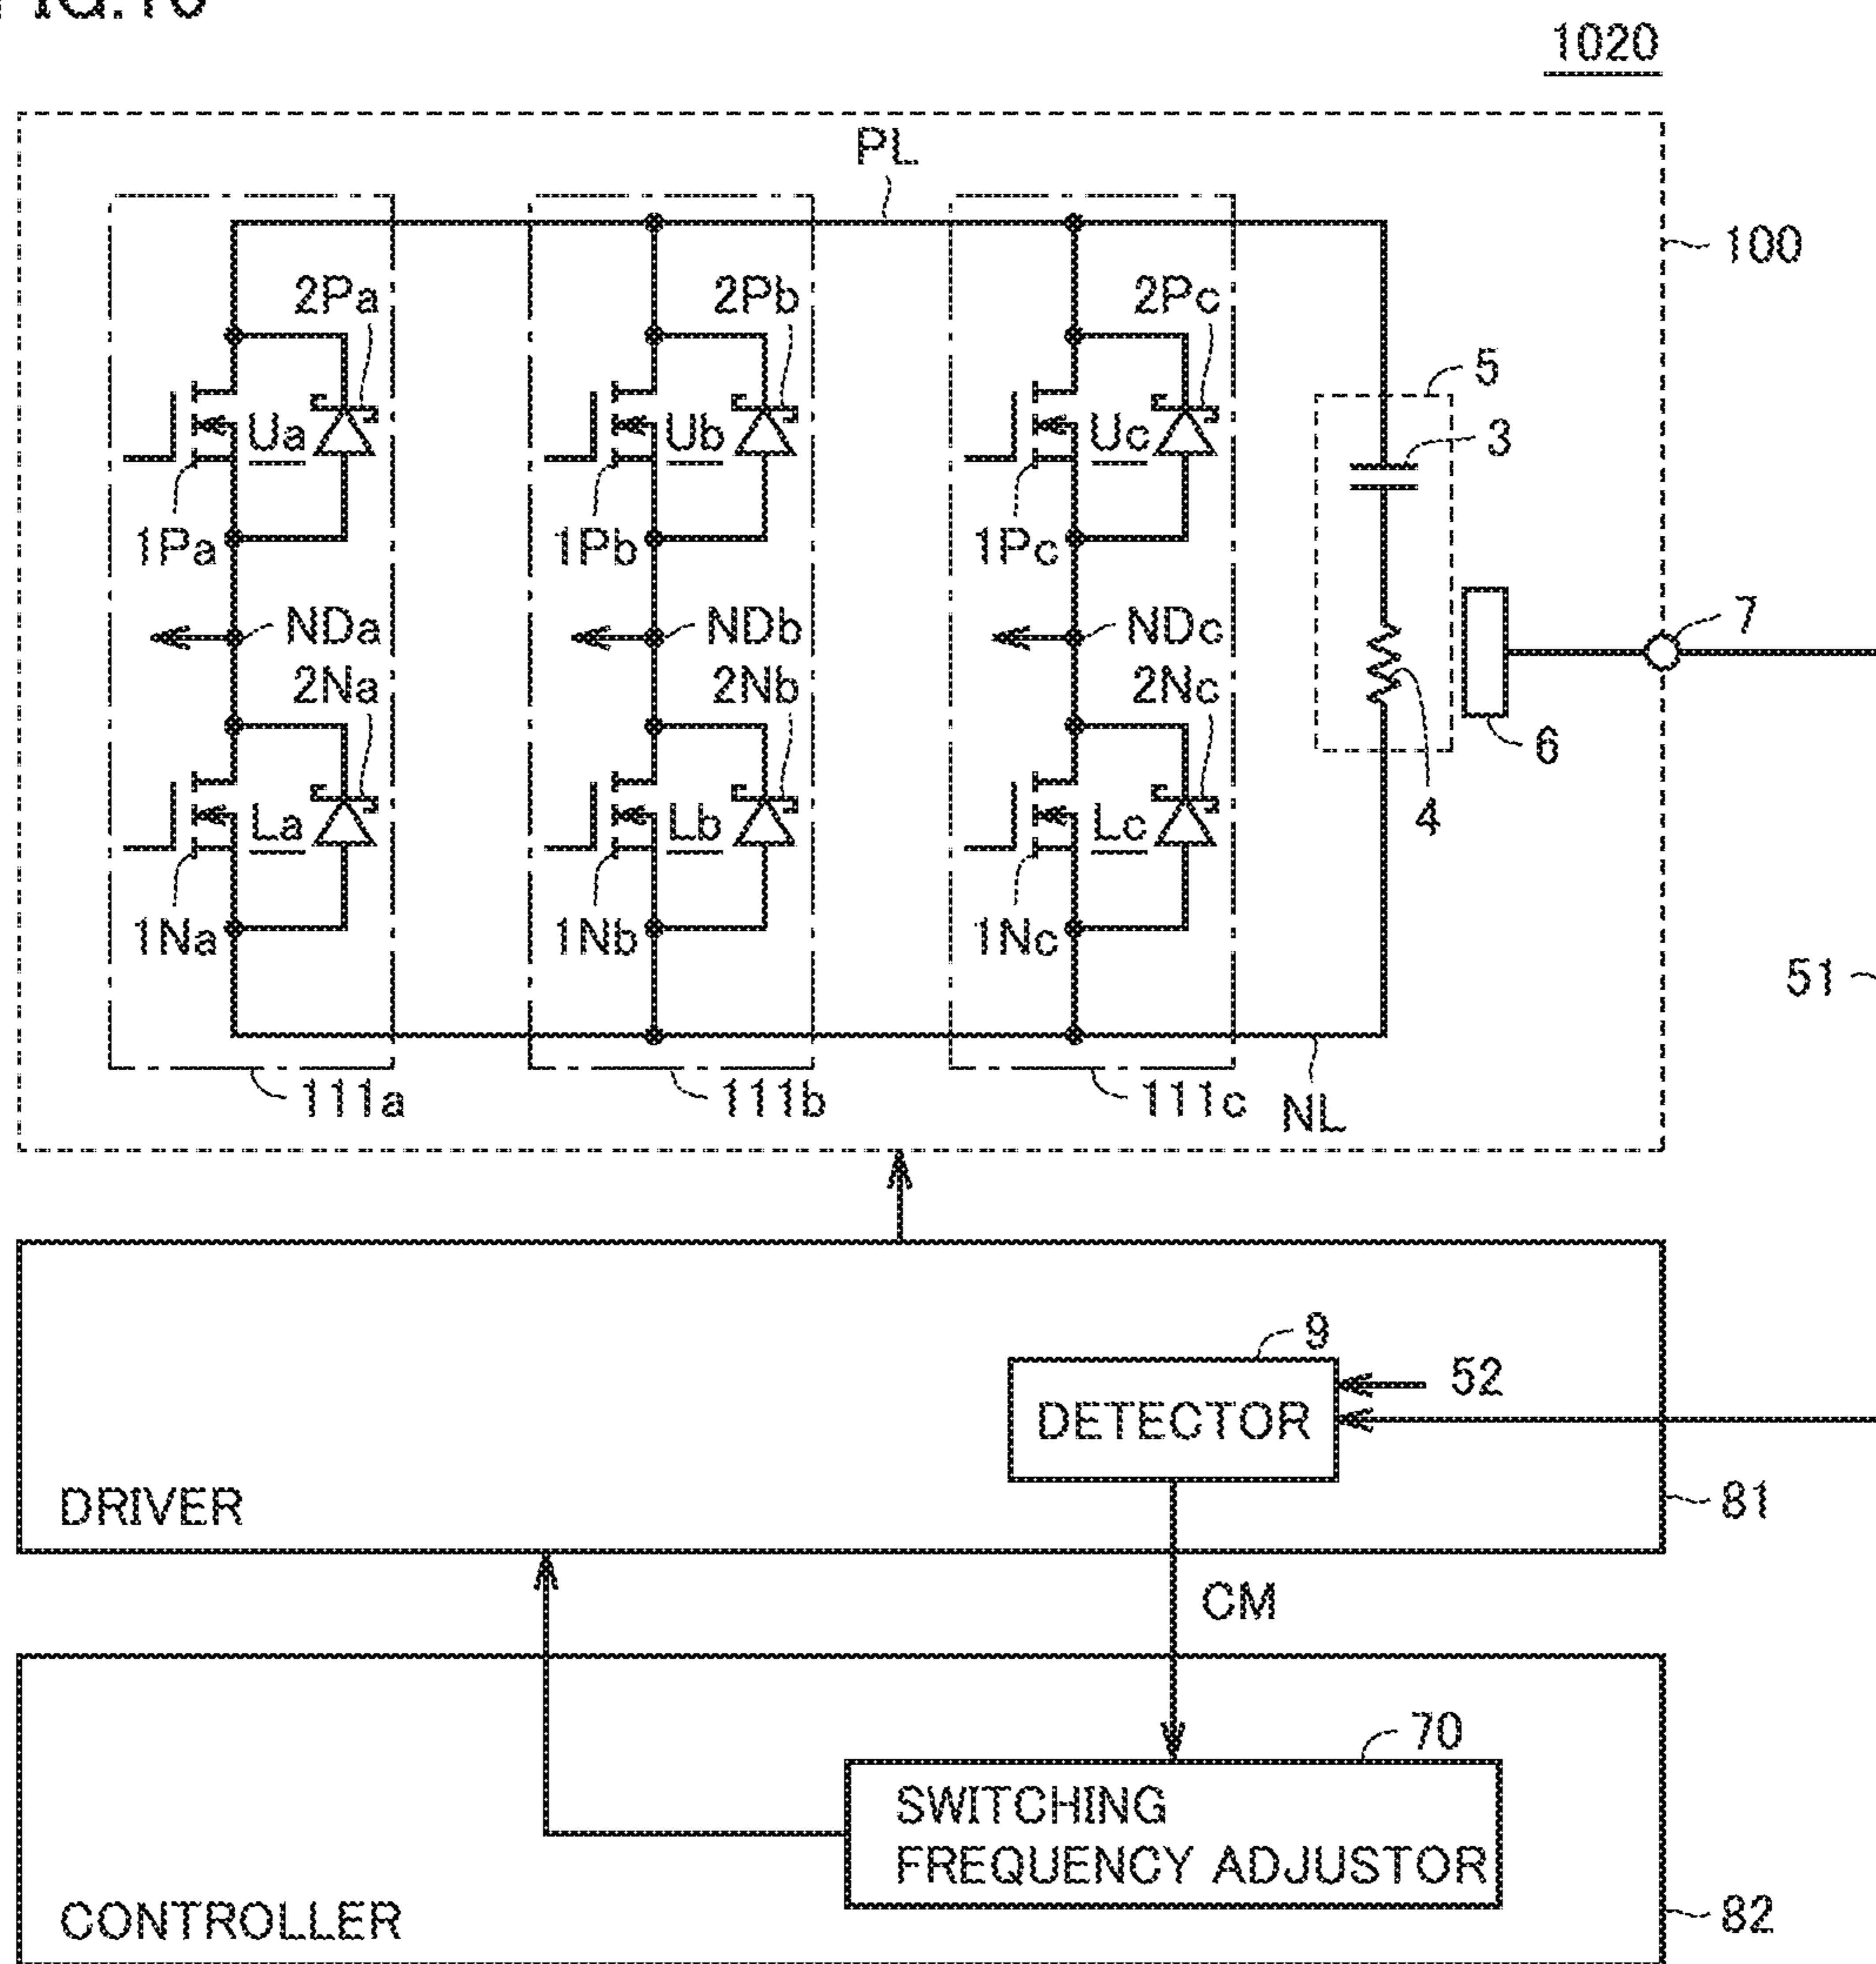 1020
PL
100
2Pa
2Pb
2Pc
5
3
Ua
Ub
Uc
1Pa
1Pb
1Pc
NDa
NDb
NDc
7
2Na
2Nb
2Nc
6
La
Lb
Lc
4
1Na
1Nb
1Nc
51
111a
111b
111c
NL
9
52
DETECTOR
DRIVER
81
CM
70
SWITCHING
FREQUENCY ADJUSTOR
CONTROLLER
82